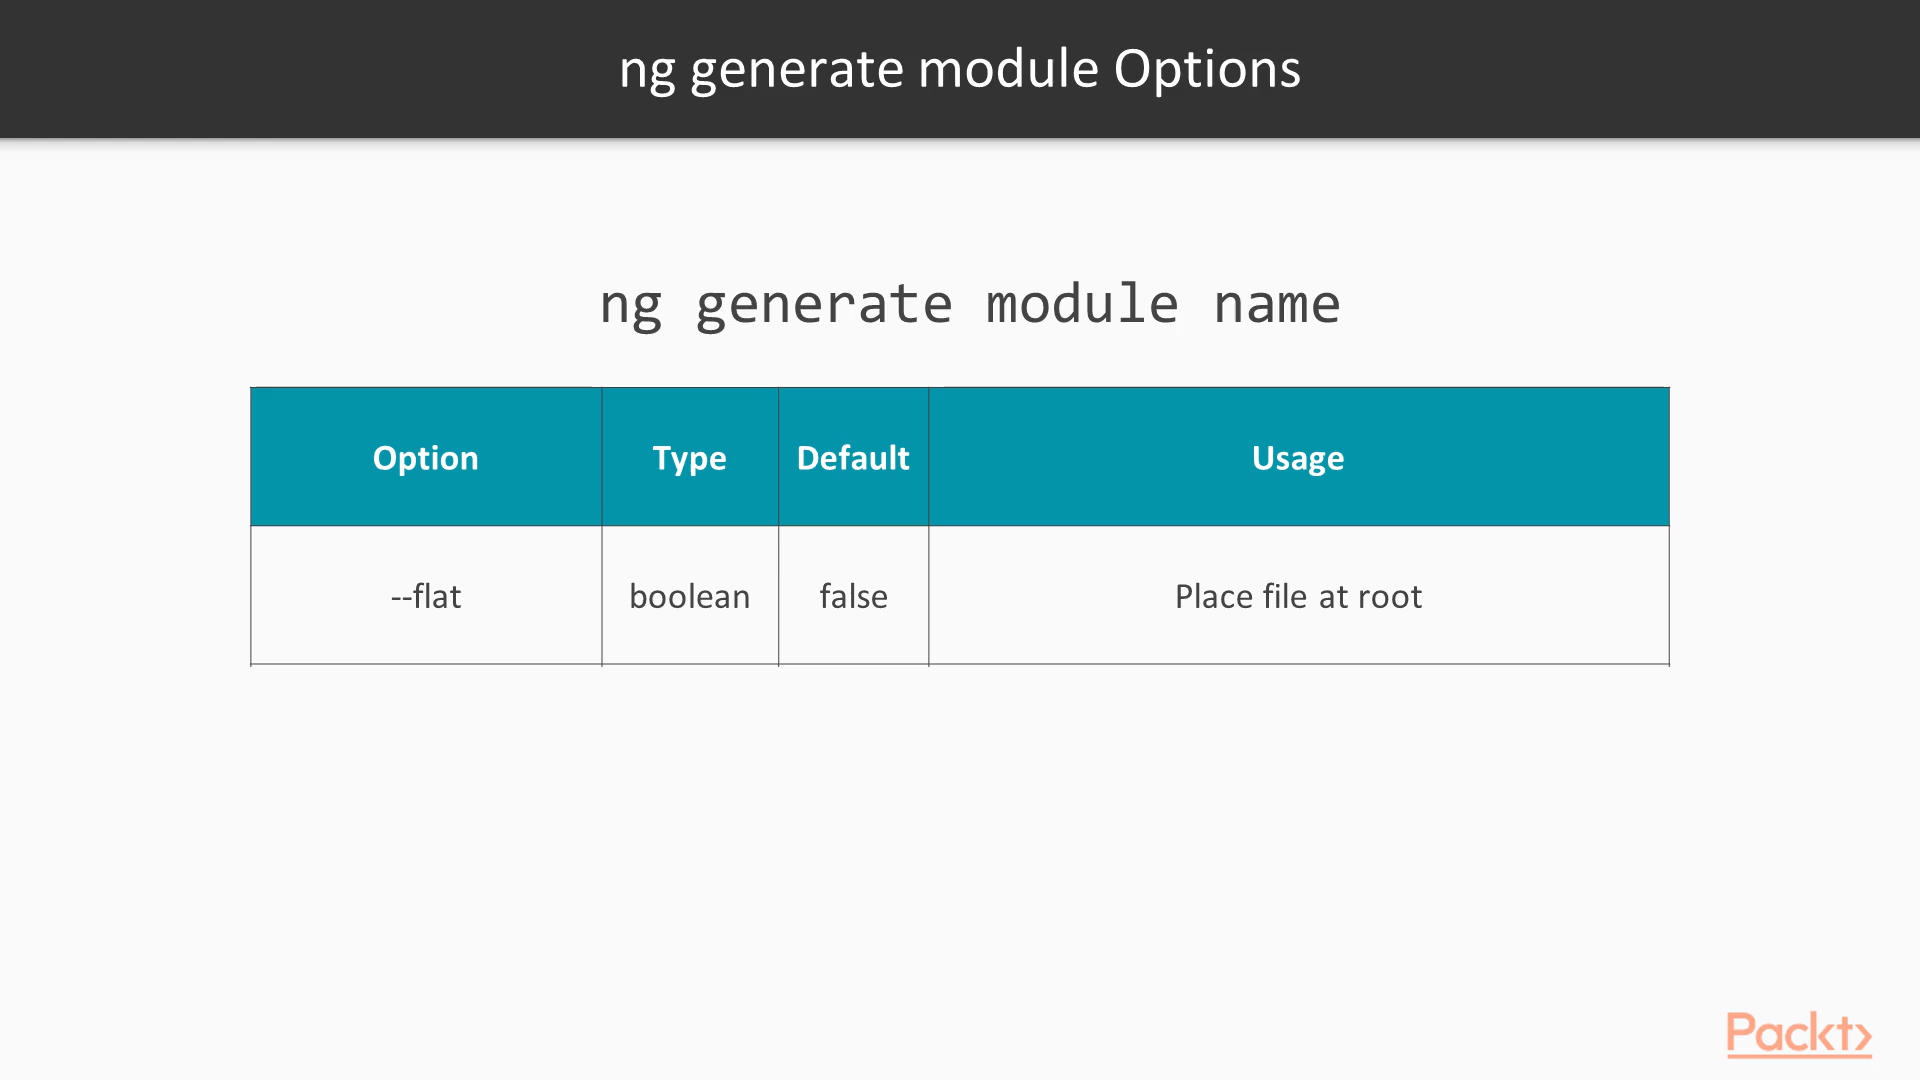 ng generate module Options
ng generate module name
Option Type Default Usage
--flat boolean false Place file at root
Packt>